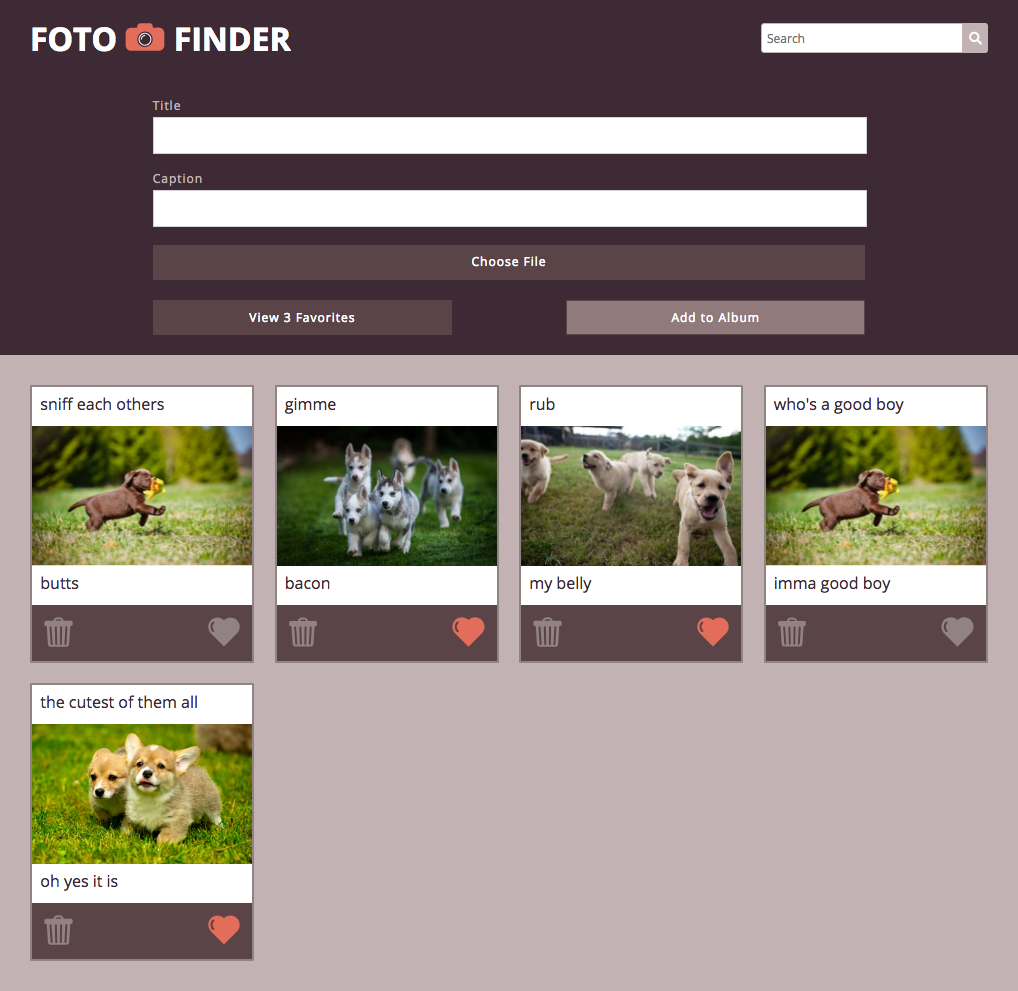 FOTO FINDER
Search
Title
Caption
Choose File
View 3 Favorites
Add to Album
sniff each others
butts
gimme
bacon
rub
my belly
who's a good boy
imma good boy
the cutest of them all
oh yes it is